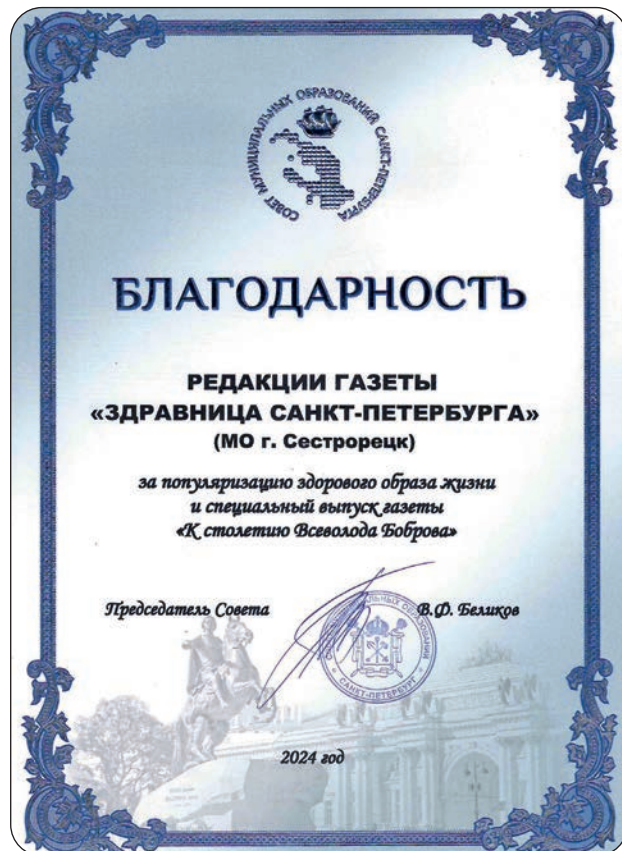 СОВЕТ МУНИЦИПАЛЬНЫХ ОБРАЗОВАНИЙ САНКТ-ПЕТЕРБУРГА
БЛАГОДАРНОСТЬ
РЕДАКЦИИ ГАЗЕТЫ
«ЗДРАВНИЦА САНКТ-ПЕТЕРБУРГА»
(МО г. Сестрорецк)
за популяризацию здорового образа жизни
и специальный выпуск газеты
«К столетию Всеволода Боброва»
Председатель Совета В.Ф. Беликов
САНКТ-ПЕТЕРБУРГ
2024 год